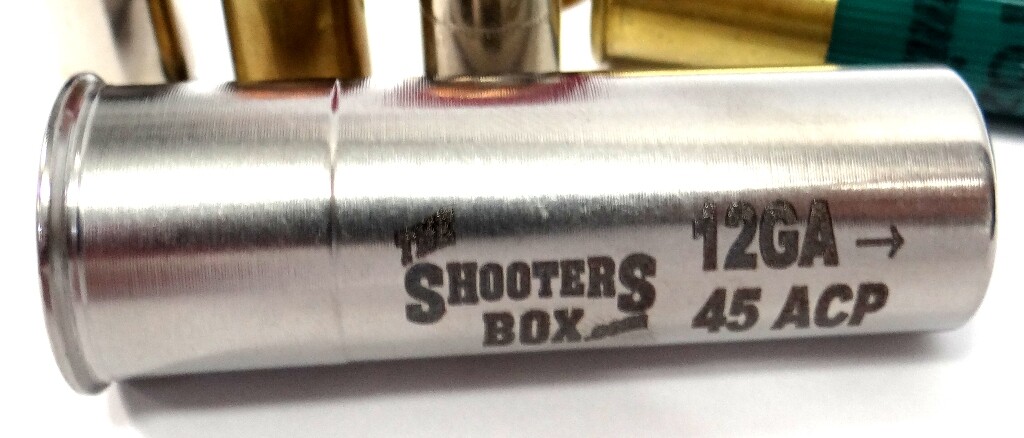 THE
SHOOTERS
BOX.com
12GA →
45 ACP